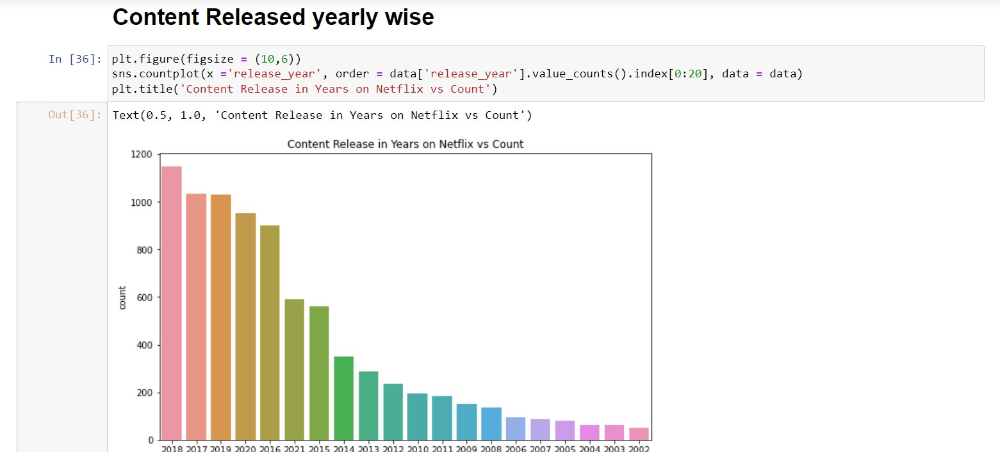 Content Released yearly wise
In [36]: plt.figure(figsize = (10,6))
sns.countplot(x ='release_year', order = data['release_year'].value_counts().index[0:20], data = data)
plt.title('Content Release in Years on Netflix vs Count')
Out[36]: Text(0.5, 1.0, 'Content Release in Years on Netflix vs Count')
Content Release in Years on Netflix vs Count
1200
1000
800
600
400
200
0
count
2018 2017 2019 2020 2016 2021 2015 2014 2013 2012 2010 2011 2009 2008 2006 2007 2005 2004 2003 2002